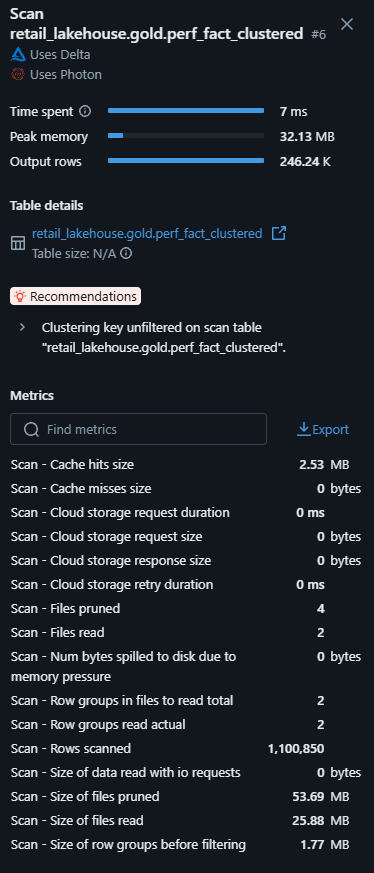 Scan
retail_lakehouse.gold.perf_fact_clustered #6
Uses Delta
Uses Photon
Time spent 7 ms
Peak memory 32.13 MB
Output rows 246.24 K
Table details
retail_lakehouse.gold.perf_fact_clustered
Table size: N/A
Recommendations
Clustering key unfiltered on scan table
"retail_lakehouse.gold.perf_fact_clustered".
Metrics
Find metrics Export
Scan - Cache hits size 2.53 MB
Scan - Cache misses size 0 bytes
Scan - Cloud storage request duration 0 ms
Scan - Cloud storage request size 0 bytes
Scan - Cloud storage response size 0 bytes
Scan - Cloud storage retry duration 0 ms
Scan - Files pruned 4
Scan - Files read 2
Scan - Num bytes spilled to disk due to 0 bytes
memory pressure
Scan - Row groups in files to read total 2
Scan - Row groups read actual 2
Scan - Rows scanned 1,100,850
Scan - Size of data read with io requests 0 bytes
Scan - Size of files pruned 53.69 MB
Scan - Size of files read 25.88 MB
Scan - Size of row groups before filtering 1.77 MB